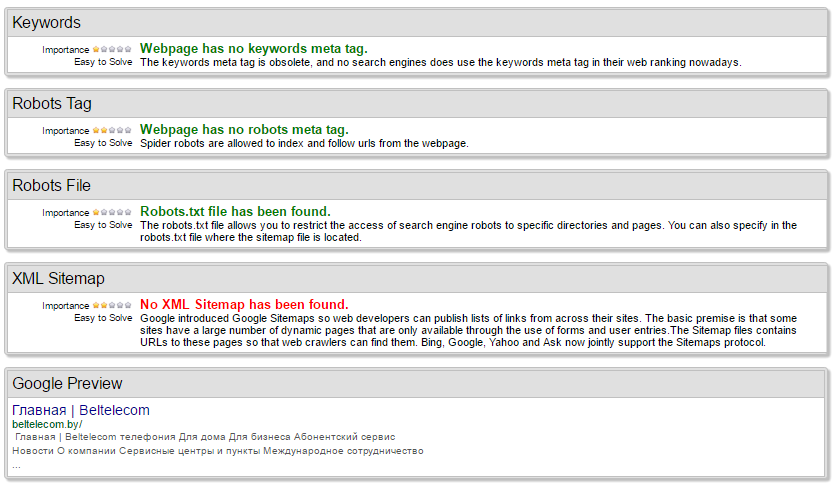 Keywords
Importance
Webpage has no keywords meta tag.
Easy to Solve
The keywords meta tag is obsolete, and no search engines does use the keywords meta tag in their web ranking nowadays.
Robots Tag
Importance
Webpage has no robots meta tag.
Easy to Solve
Spider robots are allowed to index and follow urls from the webpage.
Robots File
Importance
Robots.txt file has been found.
Easy to Solve
The robots.txt file allows you to restrict the access of search engine robots to specific directories and pages. You can also specify in the
robots.txt file where the sitemap file is located.
XML Sitemap
Importance
No XML Sitemap has been found.
Easy to Solve
Google introduced Google Sitemaps so web developers can publish lists of links from across their sites. The basic premise is that some
sites have a large number of dynamic pages that are only available through the use of forms and user entries.The Sitemap files contains
URLs to these pages so that web crawlers can find them. Bing, Google, Yahoo and Ask now jointly support the Sitemaps protocol.
Google Preview
Главная | Beltelecom
beltelecom.by/
Главная | Beltelecom телефония Для дома Для бизнеса Абонентский сервис
Новости О компании Сервисные центры и пункты Международное сотрудничество
...